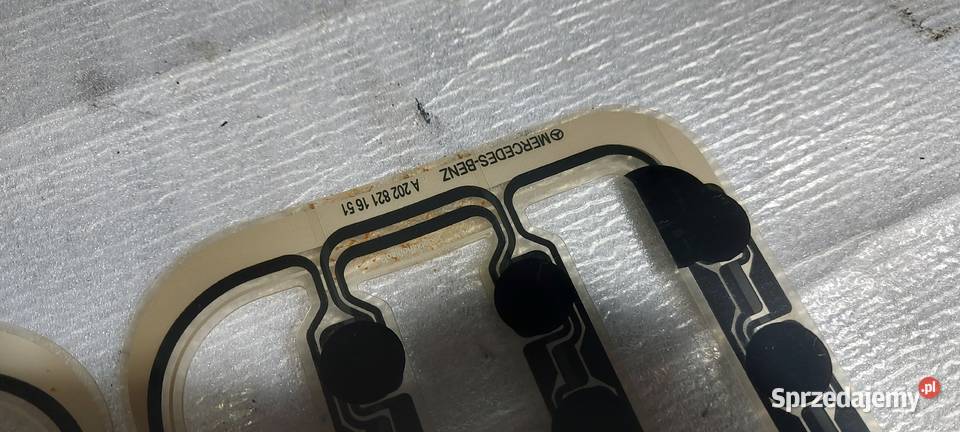 MERCEDES-BENZ A 202 821 16 51
Sprzedajemy.pl